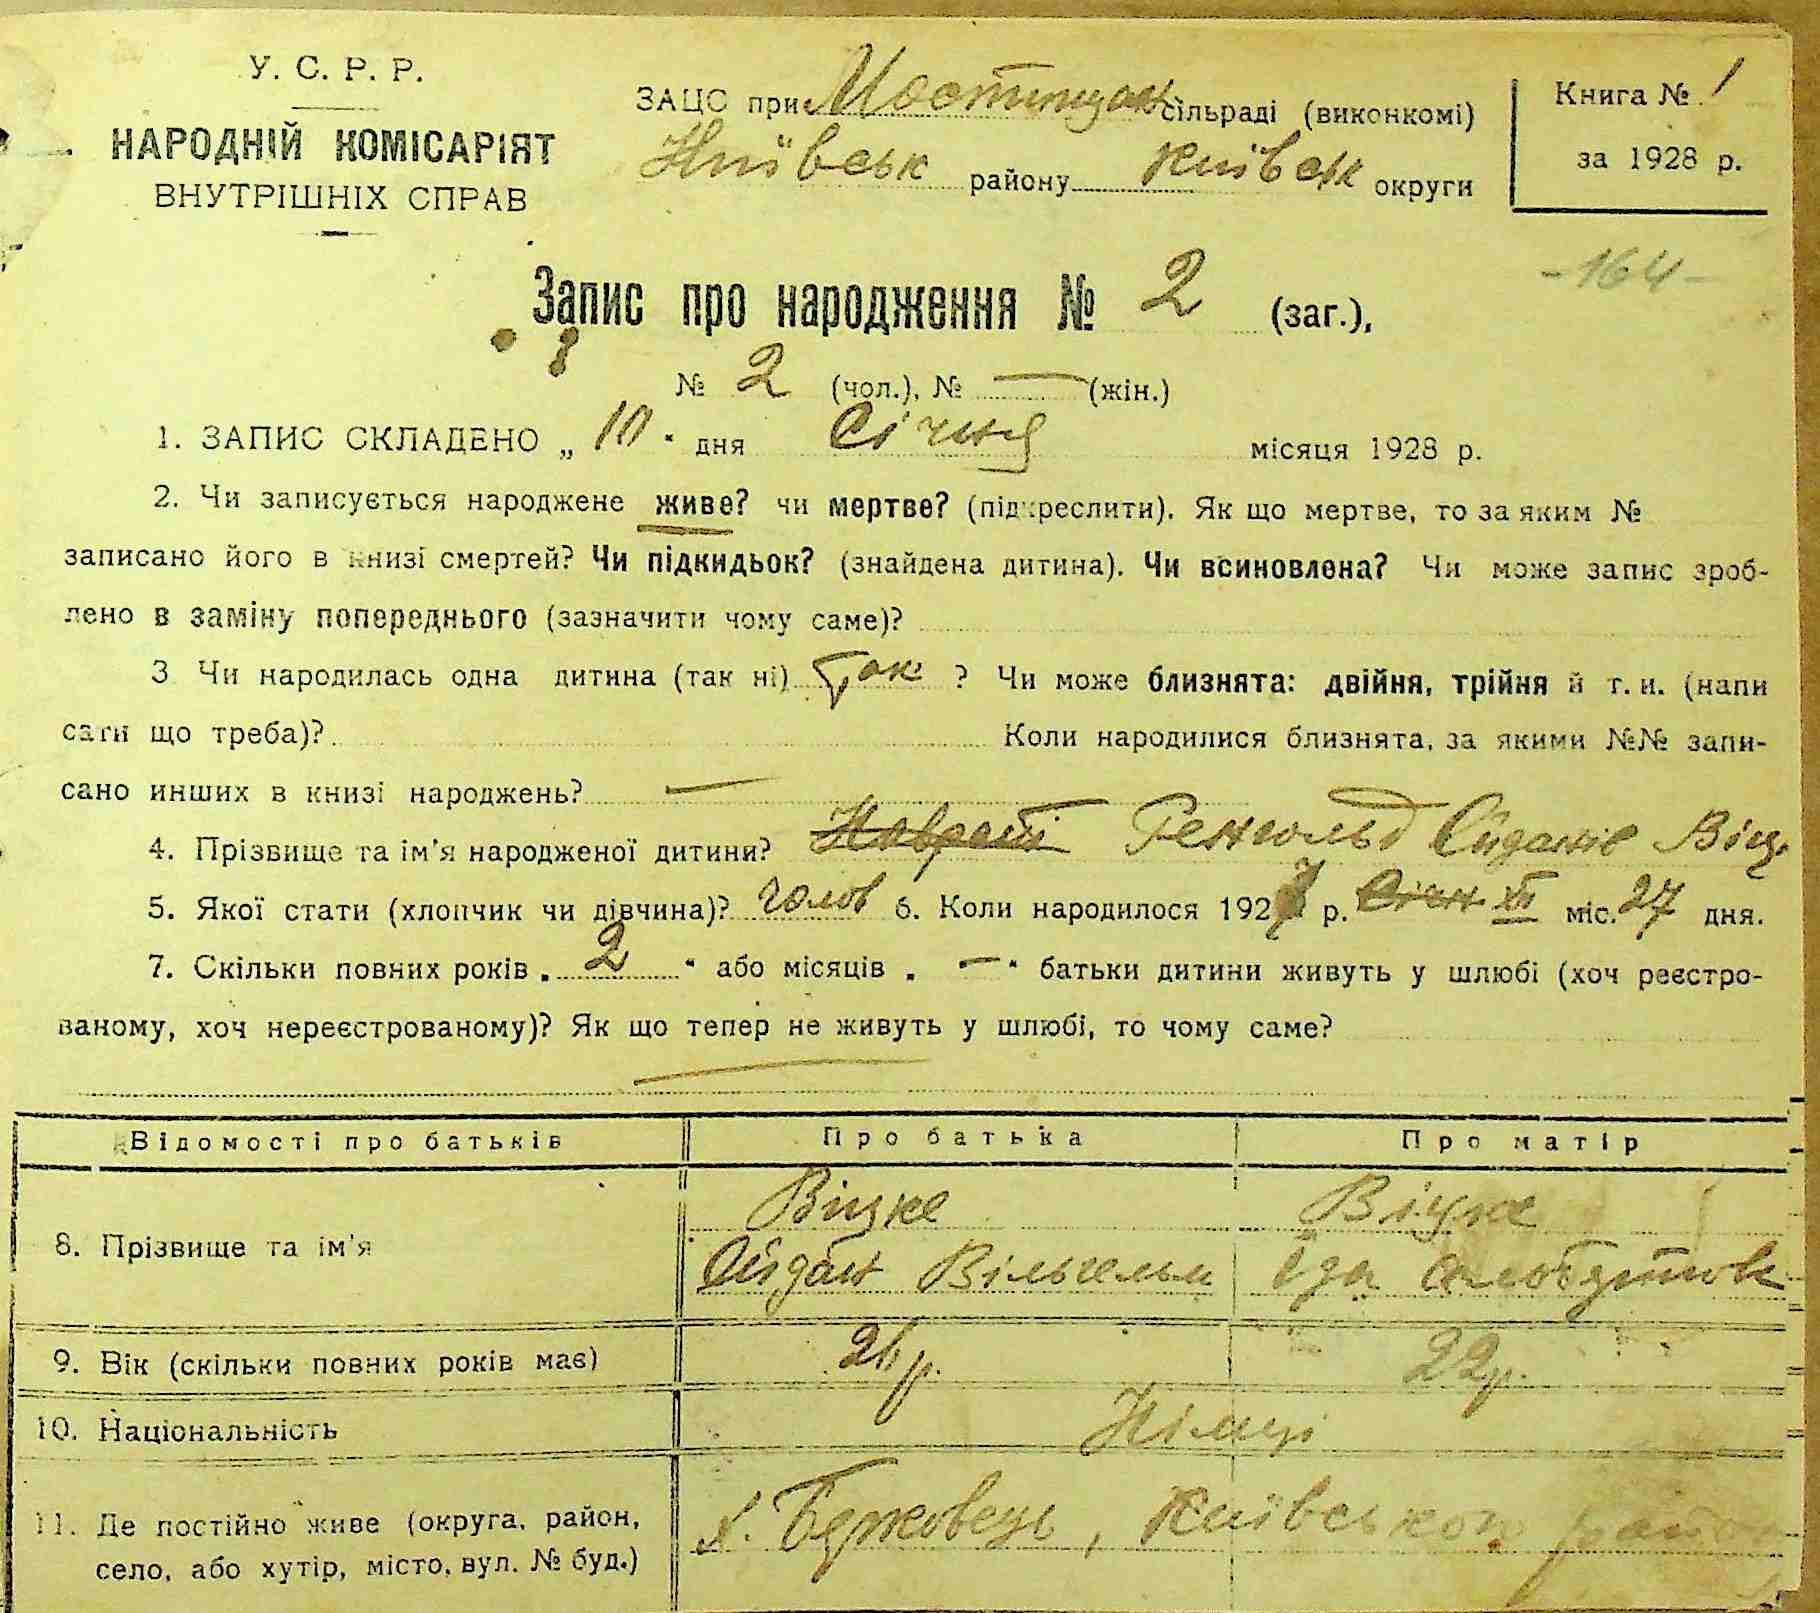 У. С. Р. Р.
НАРОДНІЙ КОМІСАРІЯТ
ВНУТРІШНІХ СПРАВ
ЗАЦС при сільраді (виконкомі)
Київськ району Київськ округи
Книга № 1
за 1928 р.
-164-
Запис про народження № 2 (заг.),
№ 2 (чол.), № — (жін.)
1. ЗАПИС СКЛАДЕНО „ 10 " дня Січня місяця 1928 р.
2. Чи записується народжене живе? чи мертве? (підкреслити). Як що мертве, то за яким №
записано його в книзі смертей? Чи підкидьок? (знайдена дитина). Чи всиновлена? Чи може запис зроб-
лено в заміну попереднього (зазначити чому саме)?
3 Чи народилась одна дитина (так ні) так ? Чи може близнята: двійня, трійня й т. и. (напи
сати що треба)? Коли народилися близнята, за якими №№ запи-
сано инших в книзі народжень? —
4. Прізвище та ім'я народженої дитини? Віц.
5. Якої стати (хлопчик чи дівчина)? чолов 6. Коли народилося 1927 р. Січн XI міс. 27 дня.
7. Скільки повних років „ 2 " або місяців „ — " батьки дитини живуть у шлюбі (хоч реєстро-
ваному, хоч нереєстрованому)? Як що тепер не живуть у шлюбі, то чому саме?
—
Відомості про батьків Про батька Про матір
8. Прізвище та ім'я Віцке Віцке
Вільгельм Іда
9. Вік (скільки повних років має) 26 р. 22 р.
10. Національність Німці
11. Де постійно живе (округа, район,
село, або хутір, місто, вул. № буд.) х. Берковець, Київського району